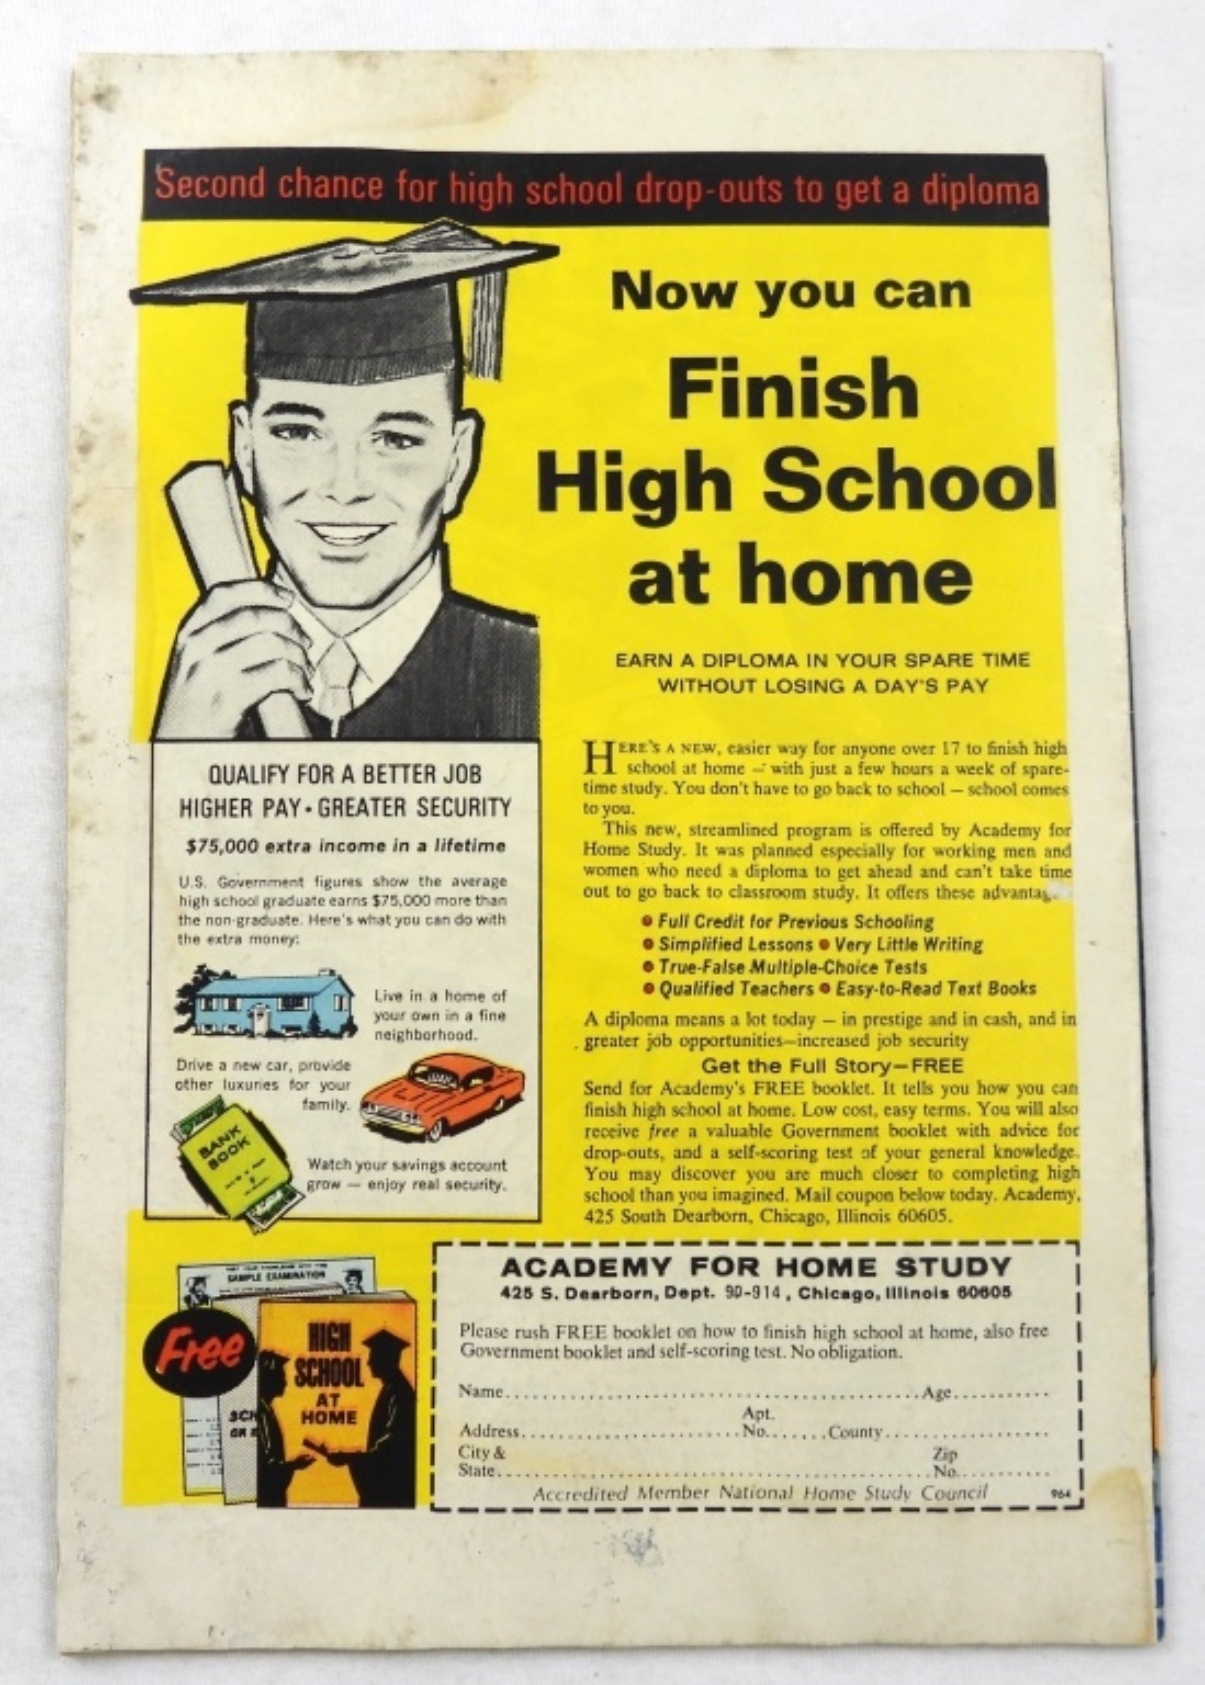 Second chance for high school drop-outs to get a diploma
Now you can
Finish
High School
at home
EARN A DIPLOMA IN YOUR SPARE TIME
WITHOUT LOSING A DAY'S PAY
QUALIFY FOR A BETTER JOB
HIGHER PAY • GREATER SECURITY
$75,000 extra income in a lifetime
U.S. Government figures show the average
high school graduate earns $75,000 more than
the non-graduate. Here's what you can do with
the extra money:
Live in a home of
your own in a fine
neighborhood.
Drive a new car, provide
other luxuries for your
family.
BANK
BOOK
Watch your savings account
grow — enjoy real security.
HERE'S A NEW, easier way for anyone over 17 to finish high
school at home — with just a few hours a week of spare-
time study. You don't have to go back to school — school comes
to you.
This new, streamlined program is offered by Academy for
Home Study. It was planned especially for working men and
women who need a diploma to get ahead and can't take time
out to go back to classroom study. It offers these
• Full Credit for Previous Schooling
• Simplified Lessons • Very Little Writing
• True-False Multiple-Choice Tests
• Qualified Teachers • Easy-to-Read Text Books
A diploma means a lot today — in prestige and in cash, and in
greater job opportunities—increased job security
Get the Full Story—FREE
Send for Academy's FREE booklet. It tells you how you can
finish high school at home. Low cost, easy terms. You will also
receive free a valuable Government booklet with advice for
drop-outs, and a self-scoring test of your general knowledge.
You may discover you are much closer to completing high
school than you imagined. Mail coupon below today. Academy,
425 South Dearborn, Chicago, Illinois 60605.
SAMPLE EXAMINATION
Free
HIGH
SCHOOL
AT
HOME
ACADEMY FOR HOME STUDY
425 S. Dearborn, Dept. 90-914, Chicago, Illinois 60605
Please rush FREE booklet on how to finish high school at home, also free
Government booklet and self-scoring test. No obligation.
Name Age
Apt.
Address No. County
City & Zip
State No.
Accredited Member National Home Study Council 964